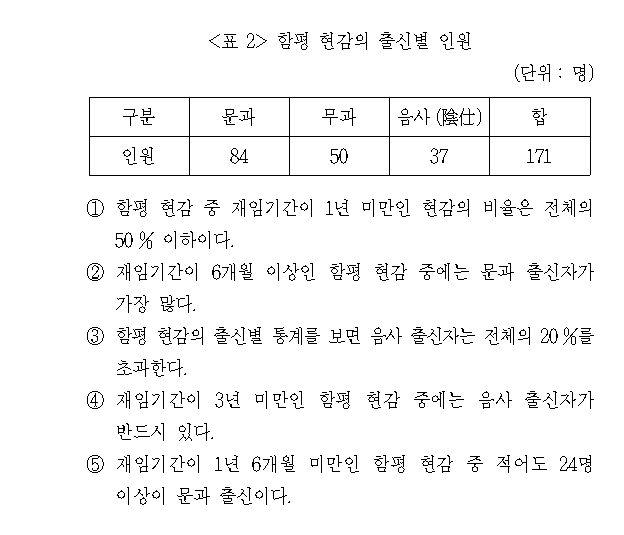 <표 2> 함평 현감의 출신별 인원
(단위 : 명)
구분 문과 무과 음사(陰仕) 합
인원 84 50 37 171
① 함평 현감 중 재임기간이 1년 미만인 현감의 비율은 전체의
50 % 이하이다.
② 재임기간이 6개월 이상인 함평 현감 중에는 문과 출신자가
가장 많다.
③ 함평 현감의 출신별 통계를 보면 음사 출신자는 전체의 20 %를
초과한다.
④ 재임기간이 3년 미만인 함평 현감 중에는 음사 출신자가
반드시 있다.
⑤ 재임기간이 1년 6개월 미만인 함평 현감 중 적어도 24명
이상이 문과 출신이다.